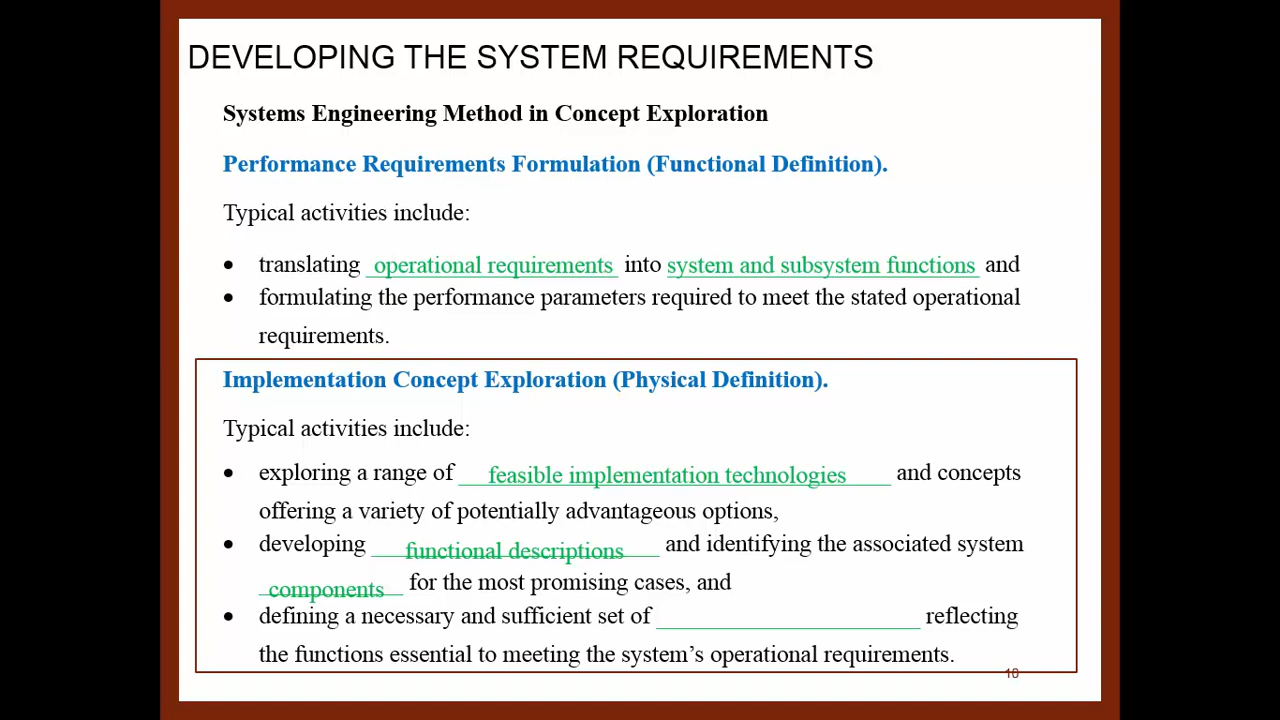 DEVELOPING THE SYSTEM REQUIREMENTS
Systems Engineering Method in Concept Exploration
Performance Requirements Formulation (Functional Definition).
Typical activities include:
• translating operational requirements into system and subsystem functions and
• formulating the performance parameters required to meet the stated operational
requirements.
Implementation Concept Exploration (Physical Definition).
Typical activities include:
• exploring a range of feasible implementation technologies and concepts
offering a variety of potentially advantageous options,
• developing functional descriptions and identifying the associated system
components for the most promising cases, and
• defining a necessary and sufficient set of ____________________ reflecting
the functions essential to meeting the system’s operational requirements.